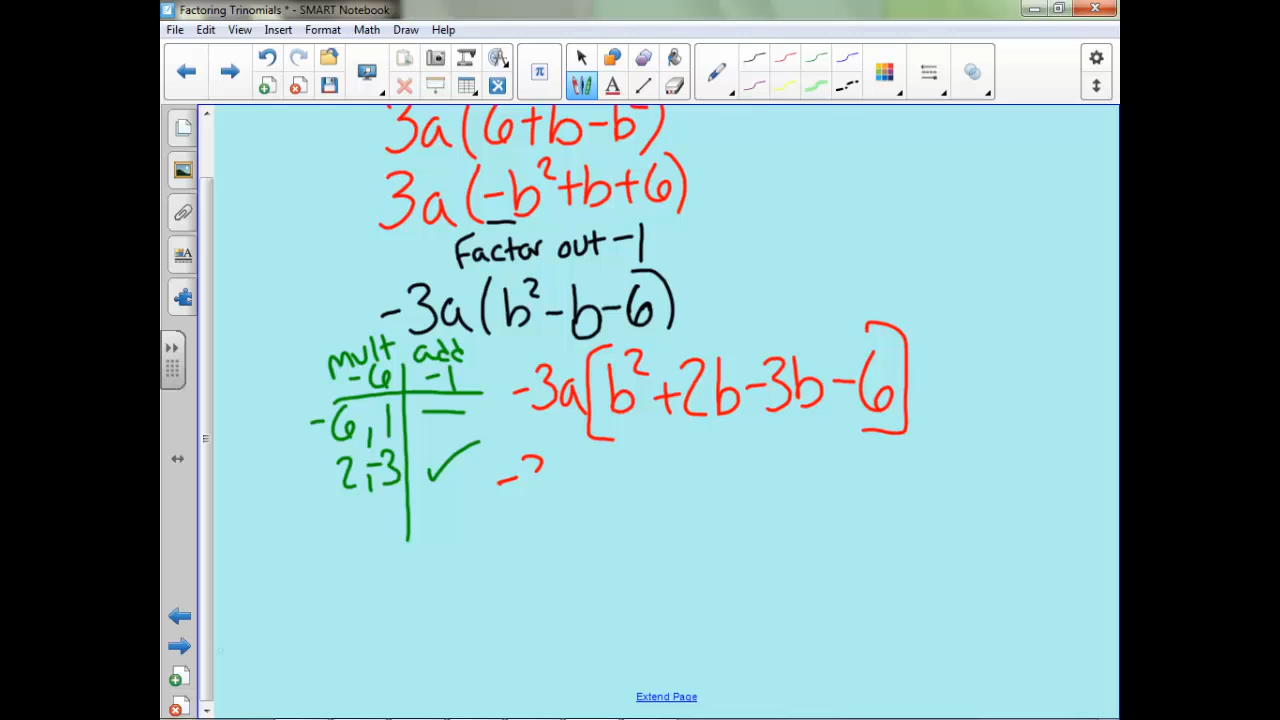 Factoring Trinomials * - SMART Notebook
File Edit View Insert Format Math Draw Help
3a(6+b-b²)
3a(-b²+b+6)
Factor out -1
-3a(b²-b-6)
mult add
-6 -1
-6, 1 —
2, -3 ✓
-3a[b²+2b-3b-6]
-3
Extend Page